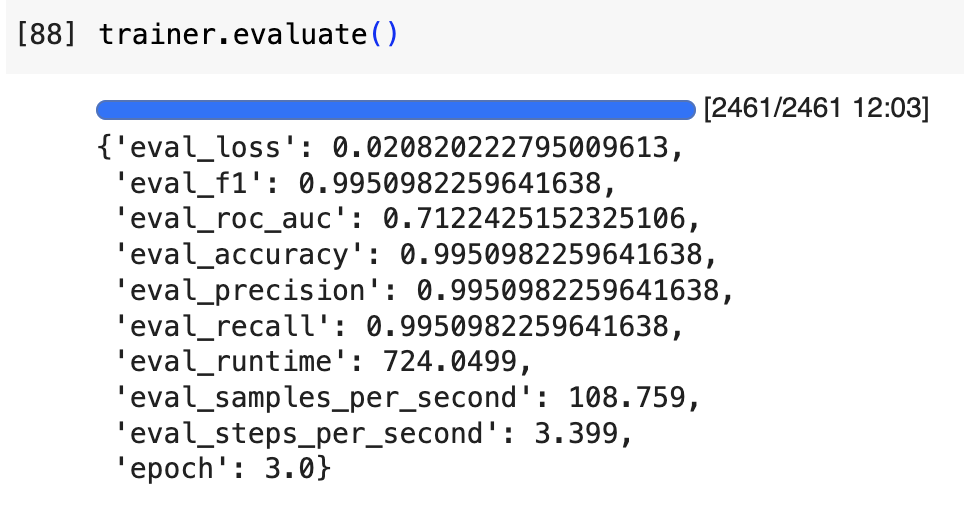 [88] trainer.evaluate()
[2461/2461 12:03]
{'eval_loss': 0.020820222795009613,
'eval_f1': 0.9950982259641638,
'eval_roc_auc': 0.7122425152325106,
'eval_accuracy': 0.9950982259641638,
'eval_precision': 0.9950982259641638,
'eval_recall': 0.9950982259641638,
'eval_runtime': 724.0499,
'eval_samples_per_second': 108.759,
'eval_steps_per_second': 3.399,
'epoch': 3.0}